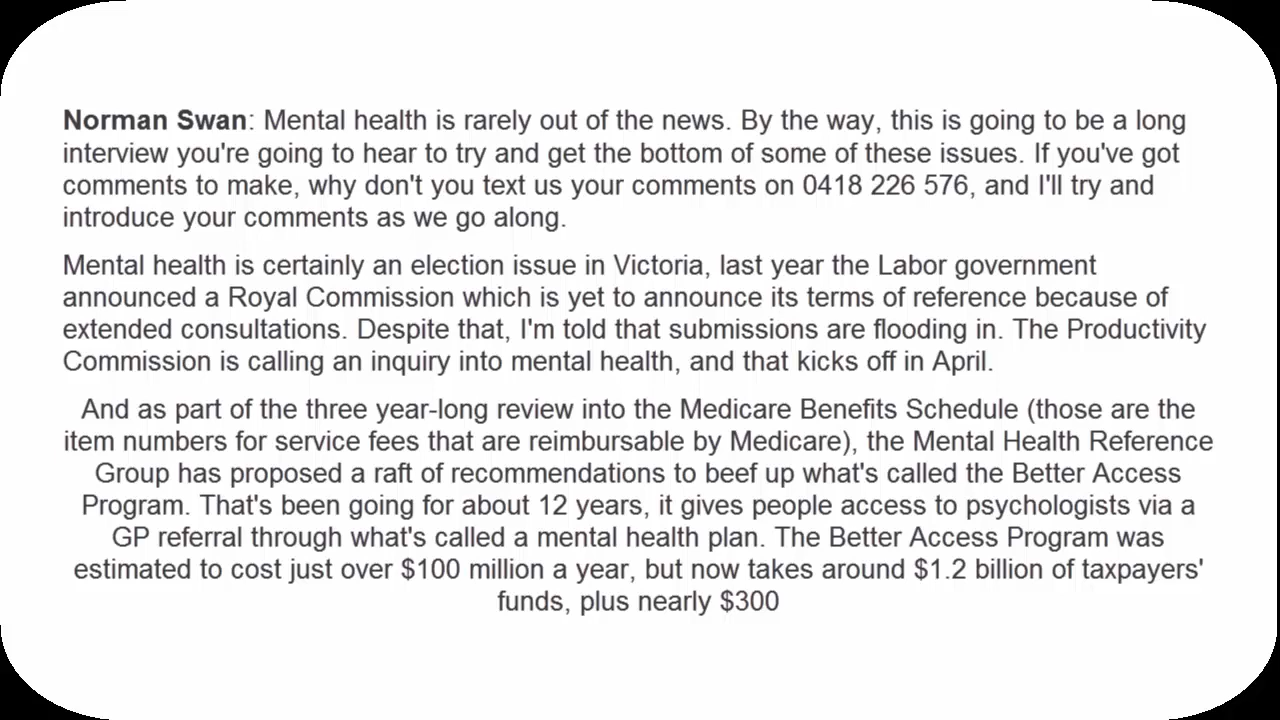 Norman Swan: Mental health is rarely out of the news. By the way, this is going to be a long
interview you're going to hear to try and get the bottom of some of these issues. If you've got
comments to make, why don't you text us your comments on 0418 226 576, and I'll try and
introduce your comments as we go along.
Mental health is certainly an election issue in Victoria, last year the Labor government
announced a Royal Commission which is yet to announce its terms of reference because of
extended consultations. Despite that, I'm told that submissions are flooding in. The Productivity
Commission is calling an inquiry into mental health, and that kicks off in April.
And as part of the three year-long review into the Medicare Benefits Schedule (those are the
item numbers for service fees that are reimbursable by Medicare), the Mental Health Reference
Group has proposed a raft of recommendations to beef up what's called the Better Access
Program. That's been going for about 12 years, it gives people access to psychologists via a
GP referral through what's called a mental health plan. The Better Access Program was
estimated to cost just over $100 million a year, but now takes around $1.2 billion of taxpayers'
funds, plus nearly $300